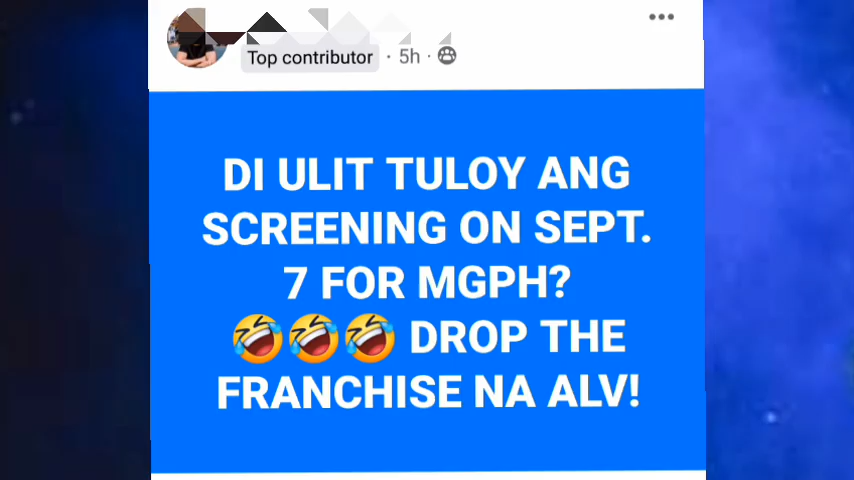 Top contributor · 5h ·
DI ULIT TULOY ANG
SCREENING ON SEPT.
7 FOR MGPH?
🤣🤣🤣 DROP THE
FRANCHISE NA ALV!